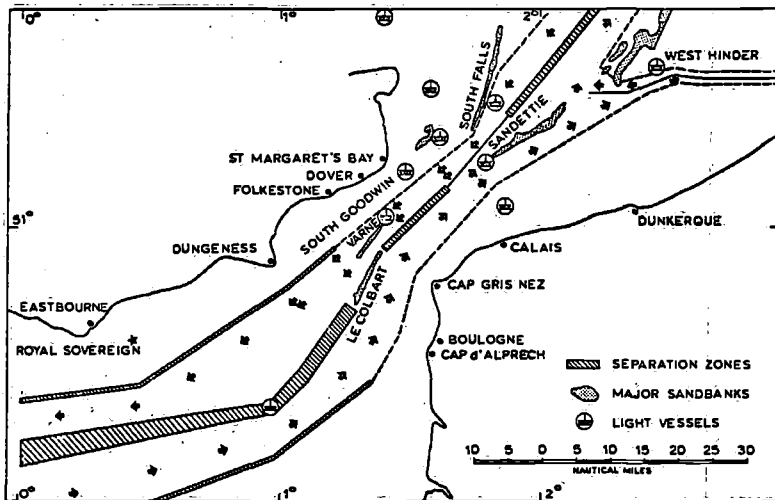 0°
1°
2°
WEST HINDER
SOUTH FALLS
SANDETTIE
ST MARGARET'S BAY
DOVER
FOLKESTONE
SOUTH GOODWIN
VARNE
51°
DUNKERQUE
CALAIS
DUNGENESS
CAP GRIS NEZ
LE COLBART
EASTBOURNE
ROYAL SOVEREIGN
BOULOGNE
CAP d'ALPRECH
SEPARATION ZONES
MAJOR SANDBANKS
LIGHT VESSELS
10 5 0 5 10 15 20 25 30
NAUTICAL MILES
0°
1°
2°